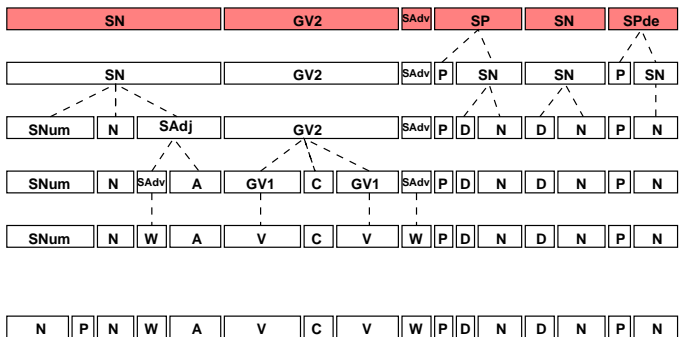 SN GV2 SAdv SP SN SPde
SN GV2 SAdv P SN SN P SN
SNum N SAdj GV2 SAdv P D N D N P N
SNum N SAdv A GV1 C GV1 SAdv P D N D N P N
SNum N W A V C V W P D N D N P N
N P N W A V C V W P D N D N P N